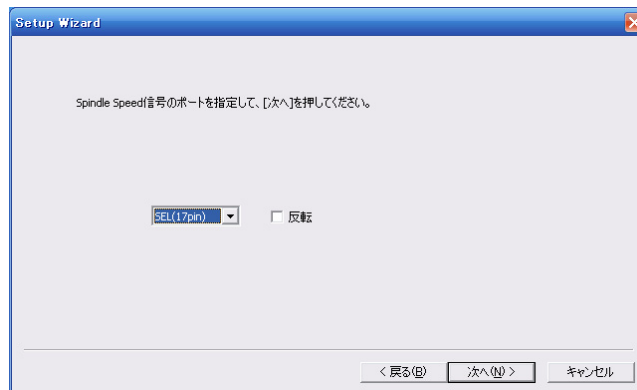 Setup Wizard
Spindle Speed信号のポートを指定して、[次へ]を押してください。
SEL(17pin)
反転
< 戻る(B)
次へ(N) >
キャンセル